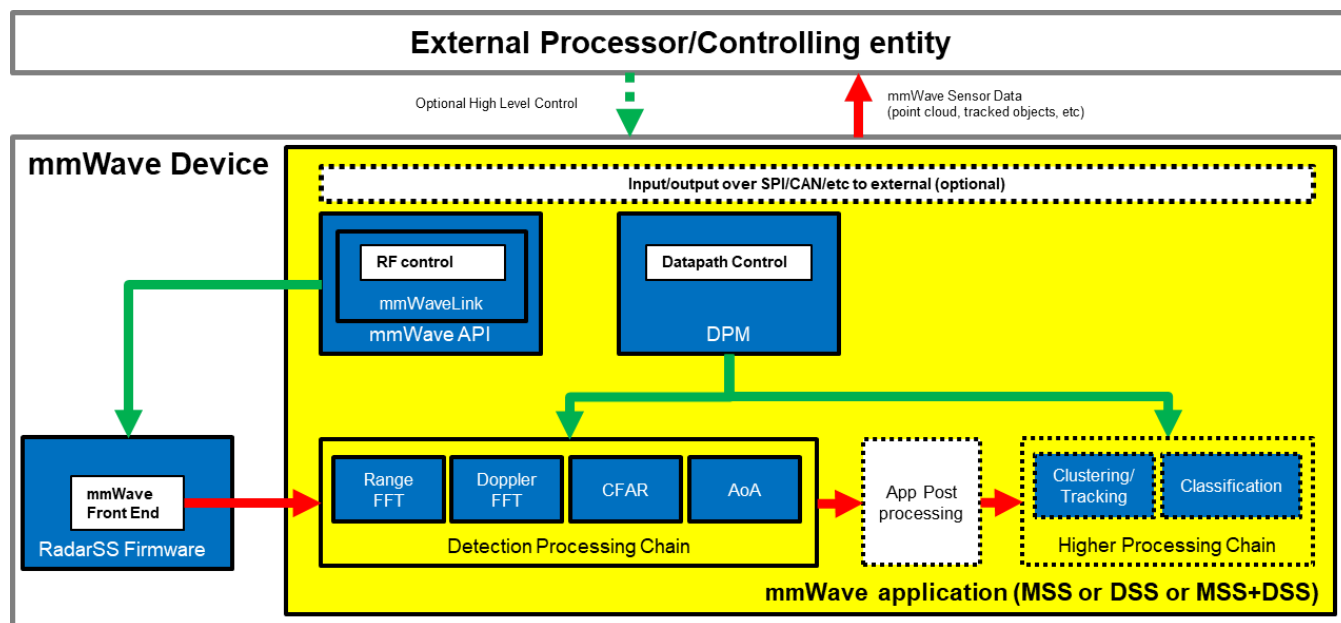 External Processor/Controlling entity
Optional High Level Control
mmWave Sensor Data
(point cloud, tracked objects, etc)
mmWave Device
Input/output over SPI/CAN/etc to external (optional)
RF control
mmWaveLink
mmWave API
Datapath Control
DPM
mmWave
Front End
RadarSS Firmware
Range
FFT
Doppler
FFT
CFAR
AoA
Detection Processing Chain
App Post
processing
Clustering/
Tracking
Classification
Higher Processing Chain
mmWave application (MSS or DSS or MSS+DSS)